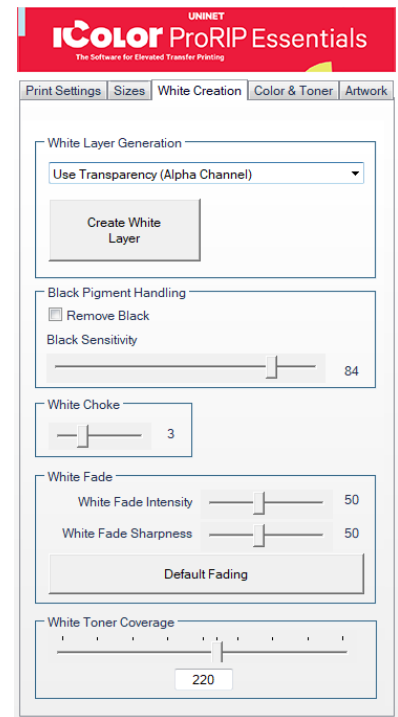 UNINET
IColor ProRIP Essentials
The Software for Elevated Transfer Printing
Print Settings Sizes White Creation Color & Toner Artwork
White Layer Generation
Use Transparency (Alpha Channel)
Create White
Layer
Black Pigment Handling
Remove Black
Black Sensitivity
84
White Choke
3
White Fade
White Fade Intensity 50
White Fade Sharpness 50
Default Fading
White Toner Coverage
220